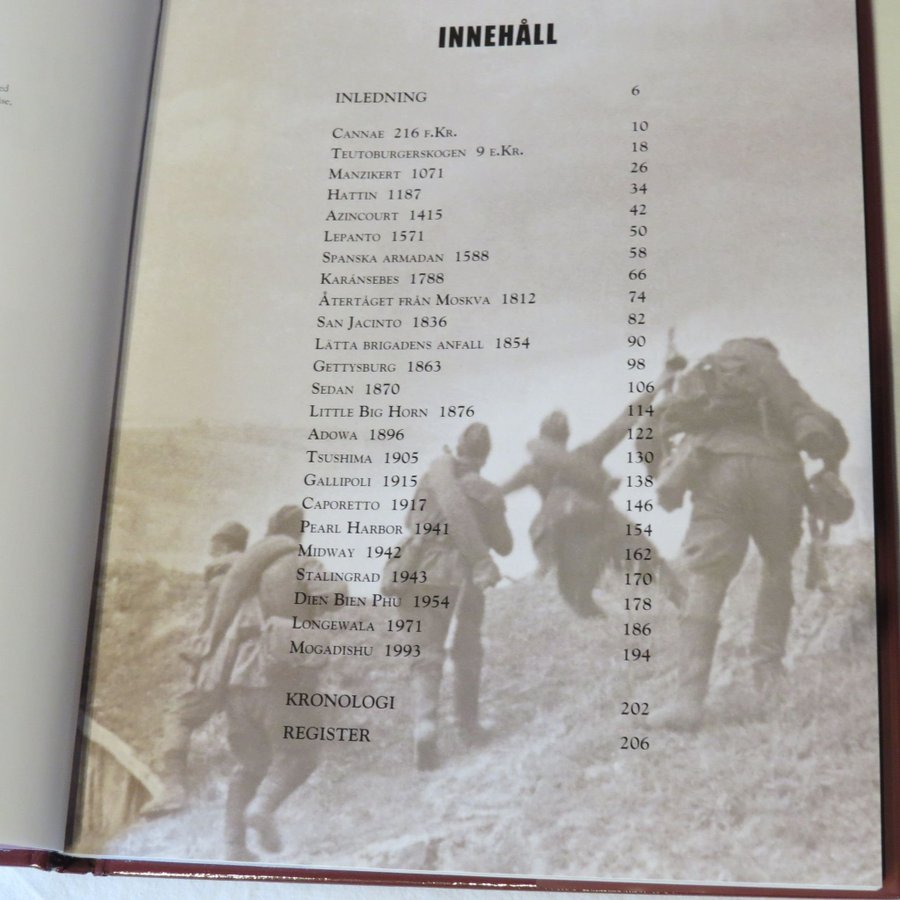 ed
ise,
INNEHÅLL
INLEDNING 6
CANNAE 216 F.KR. 10
TEUTOBURGERSKOGEN 9 E.KR. 18
MANZIKERT 1071 26
HATTIN 1187 34
AZINCOURT 1415 42
LEPANTO 1571 50
SPANSKA ARMADAN 1588 58
KARÁNSEBES 1788 66
ÅTERTÅGET FRÅN MOSKVA 1812 74
SAN JACINTO 1836 82
LÄTTA BRIGADENS ANFALL 1854 90
GETTYSBURG 1863 98
SEDAN 1870 106
LITTLE BIG HORN 1876 114
ADOWA 1896 122
TSUSHIMA 1905 130
GALLIPOLI 1915 138
CAPORETTO 1917 146
PEARL HARBOR 1941 154
MIDWAY 1942 162
STALINGRAD 1943 170
DIEN BIEN PHU 1954 178
LONGEWALA 1971 186
MOGADISHU 1993 194
KRONOLOGI 202
REGISTER 206